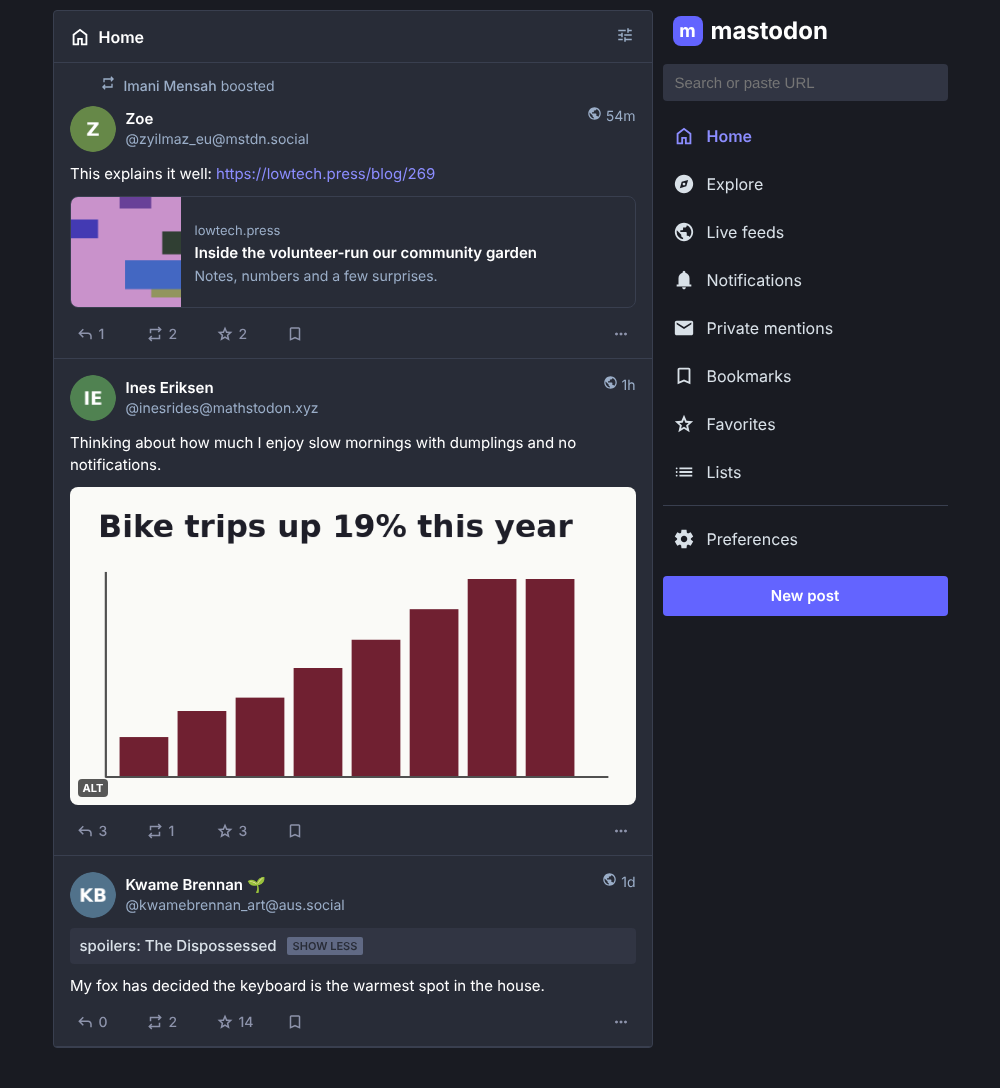 Home
Imani Mensah boosted
Z
Zoe
54m
@zyilmaz_eu@mstdn.social
This explains it well: https://lowtech.press/blog/269
lowtech.press
Inside the volunteer-run our community garden
Notes, numbers and a few surprises.
1 2 2
IE
Ines Eriksen
1h
@inesrides@mathstodon.xyz
Thinking about how much I enjoy slow mornings with dumplings and no
notifications.
Bike trips up 19% this year
ALT
3 1 3
KB
Kwame Brennan 🌱
1d
@kwamebrennan_art@aus.social
spoilers: The Dispossessed SHOW LESS
My fox has decided the keyboard is the warmest spot in the house.
0 2 14
m mastodon
Search or paste URL
Home
Explore
Live feeds
Notifications
Private mentions
Bookmarks
Favorites
Lists
Preferences
New post